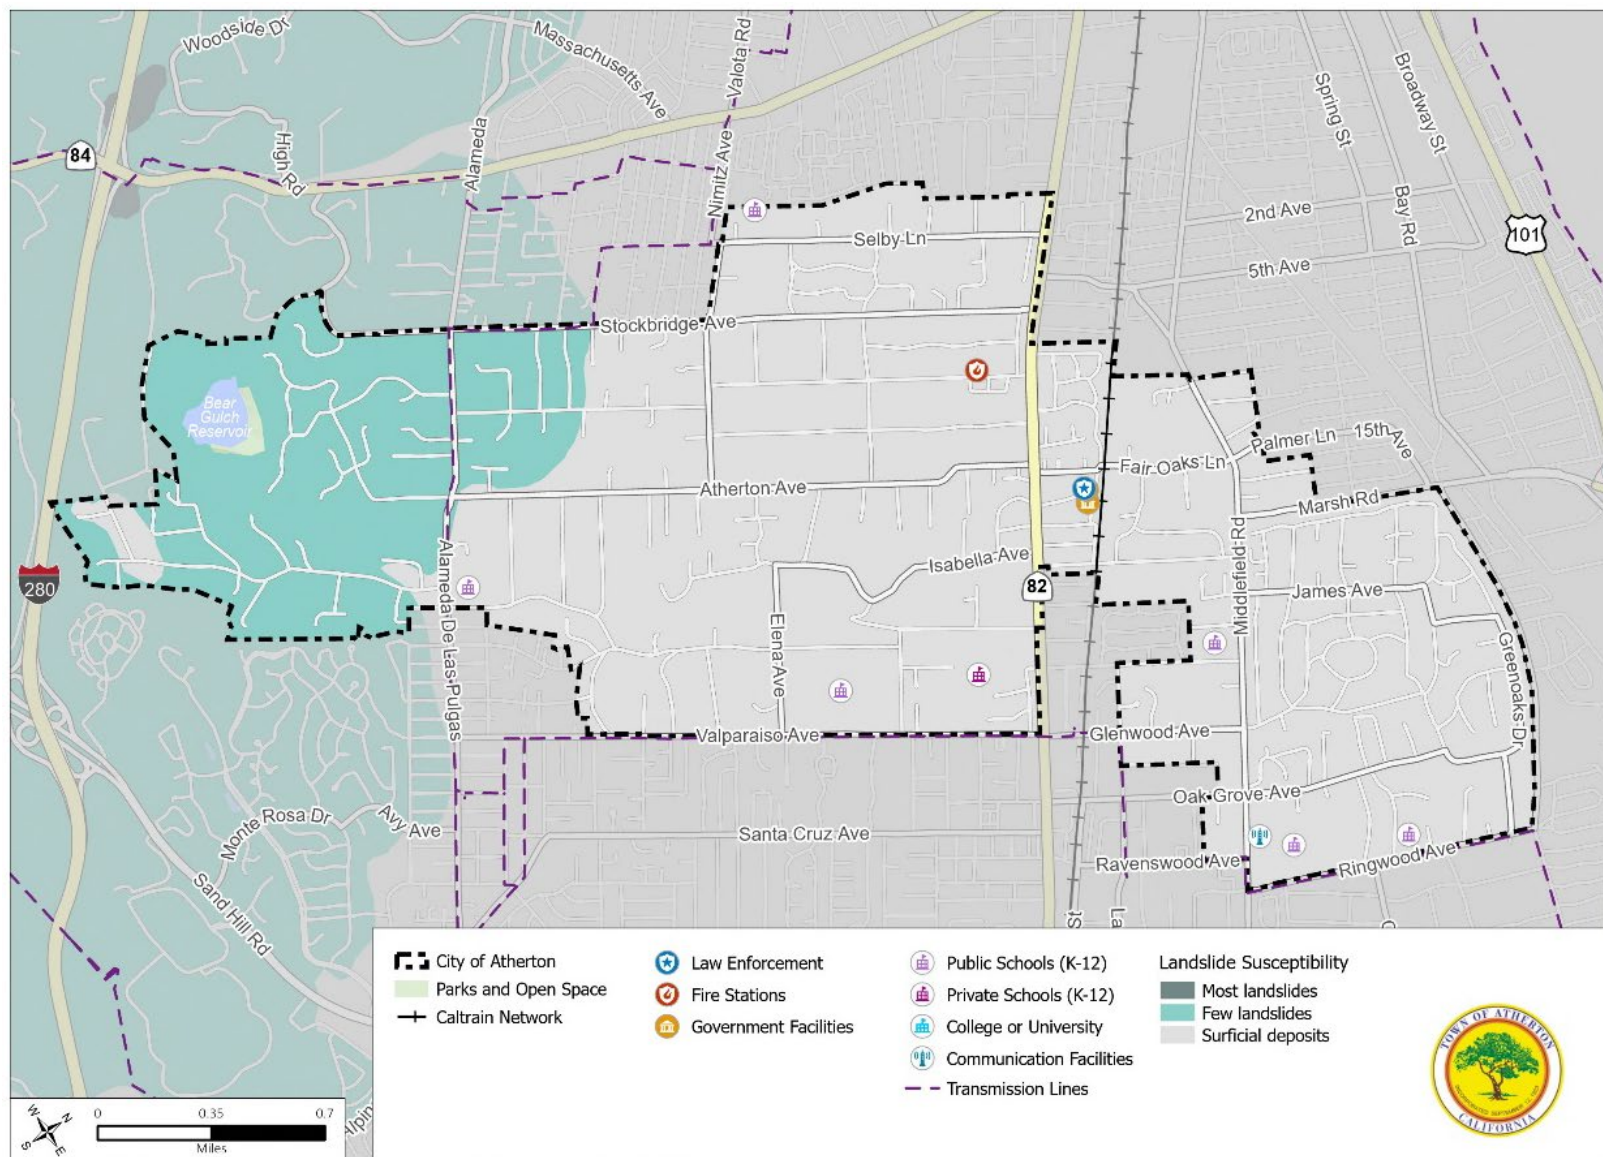 Woodside Dr
Massachusetts Ave
Valota Rd
84
High Rd
Alameda
Nimitz Ave
Spring St
Broadway St
Bay Rd
2nd Ave
5th Ave
101
Selby Ln
Stockbridge Ave
Bear
Gulch
Reservoir
Atherton Ave
Fair Oaks Ln
Palmer Ln
15th Ave
Marsh Rd
Middlefield Rd
Isabella Ave
82
280
Alameda De Las Pulgas
Elena Ave
James Ave
Greenoaks Dr
Valparaiso Ave
Glenwood Ave
Oak Grove Ave
Monte Rosa Dr
Avy Ave
Santa Cruz Ave
Ravenswood Ave
Ringwood Ave
Sand Hill Rd
St
La
Alpin
City of Atherton
Parks and Open Space
Caltrain Network
Law Enforcement
Fire Stations
Government Facilities
Public Schools (K-12)
Private Schools (K-12)
College or University
Communication Facilities
Transmission Lines
Landslide Susceptibility
Most landslides
Few landslides
Surficial deposits
N
W
E
S
0 0.35 0.7
Miles
TOWN OF ATHERTON
CALIFORNIA